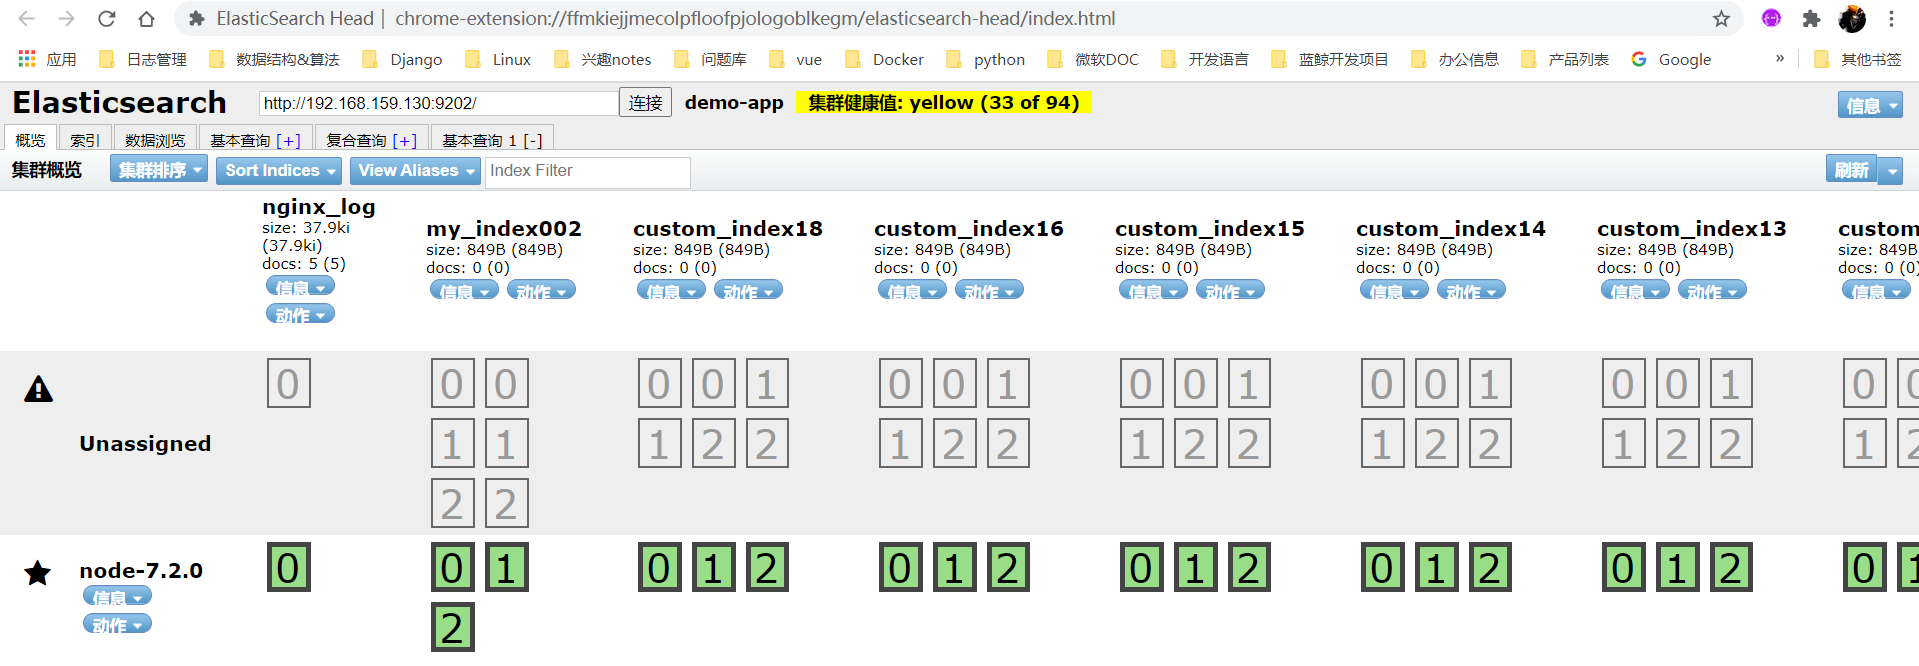 ElasticSearch Head | chrome-extension://ffmkiejjmecolpfloofpjologoblkegm/elasticsearch-head/index.html
应用 日志管理 数据结构&算法 Django Linux 兴趣notes 问题库 vue Docker python 微软DOC 开发语言 蓝鲸开发项目 办公信息 产品列表 Google » 其他书签
Elasticsearch http://192.168.159.130:9202/ 连接 demo-app 集群健康值: yellow (33 of 94) 信息
概览 索引 数据浏览 基本查询 [+] 复合查询 [+] 基本查询 1 [-]
集群概览 集群排序 Sort Indices View Aliases Index Filter 刷新
nginx_log
size: 37.9ki
(37.9ki)
docs: 5 (5)
信息
动作
my_index002
size: 849B (849B)
docs: 0 (0)
信息 动作
custom_index18
size: 849B (849B)
docs: 0 (0)
信息 动作
custom_index16
size: 849B (849B)
docs: 0 (0)
信息 动作
custom_index15
size: 849B (849B)
docs: 0 (0)
信息 动作
custom_index14
size: 849B (849B)
docs: 0 (0)
信息 动作
custom_index13
size: 849B (849B)
docs: 0 (0)
信息 动作
custom
size: 849B
docs: 0 (0)
信息
0 0 0 0 0 1 0 0 1 0 0 1 0 0 1 0 0 1 0 0
Unassigned
1 1 1 2 2 1 2 2 1 2 2 1 2 2 1 2 2 1 2
2 2
node-7.2.0
信息
动作
0 0 1 0 1 2 0 1 2 0 1 2 0 1 2 0 1 2 0 1
2